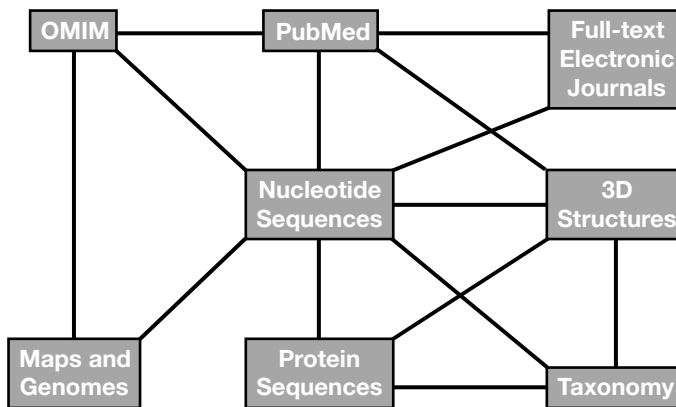 OMIM
PubMed
Full-text
Electronic
Journals
Nucleotide
Sequences
3D
Structures
Maps and
Genomes
Protein
Sequences
Taxonomy